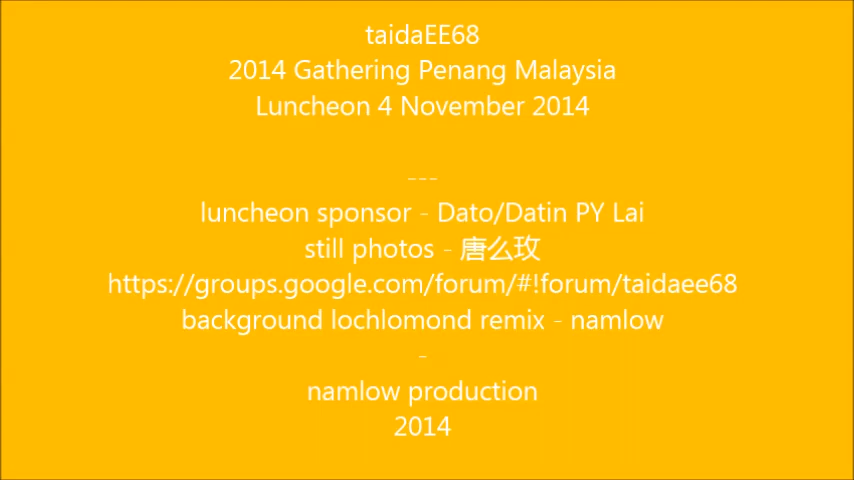 taidaEE68
2014 Gathering Penang Malaysia
Luncheon 4 November 2014
---
luncheon sponsor - Dato/Datin PY Lai
still photos - 唐么玫
https://groups.google.com/forum/#!forum/taidaee68
background lochlomond remix - namlow
-
namlow production
2014